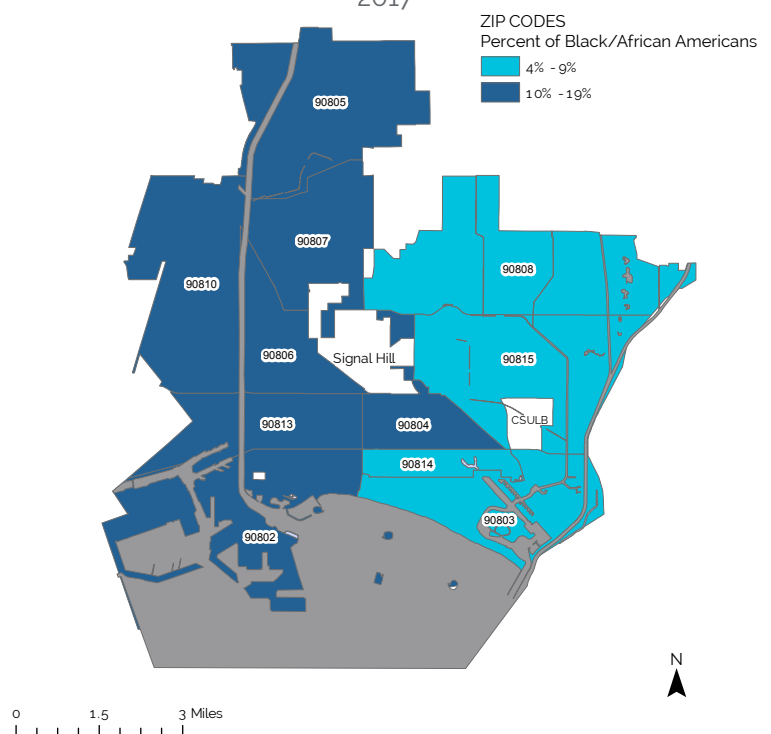 2017
ZIP CODES
Percent of Black/African Americans
4% - 9%
10% - 19%
90805
90807
90808
90810
90806
Signal Hill
90815
90813
90804
CSULB
90814
90803
90802
N
0 1.5 3 Miles